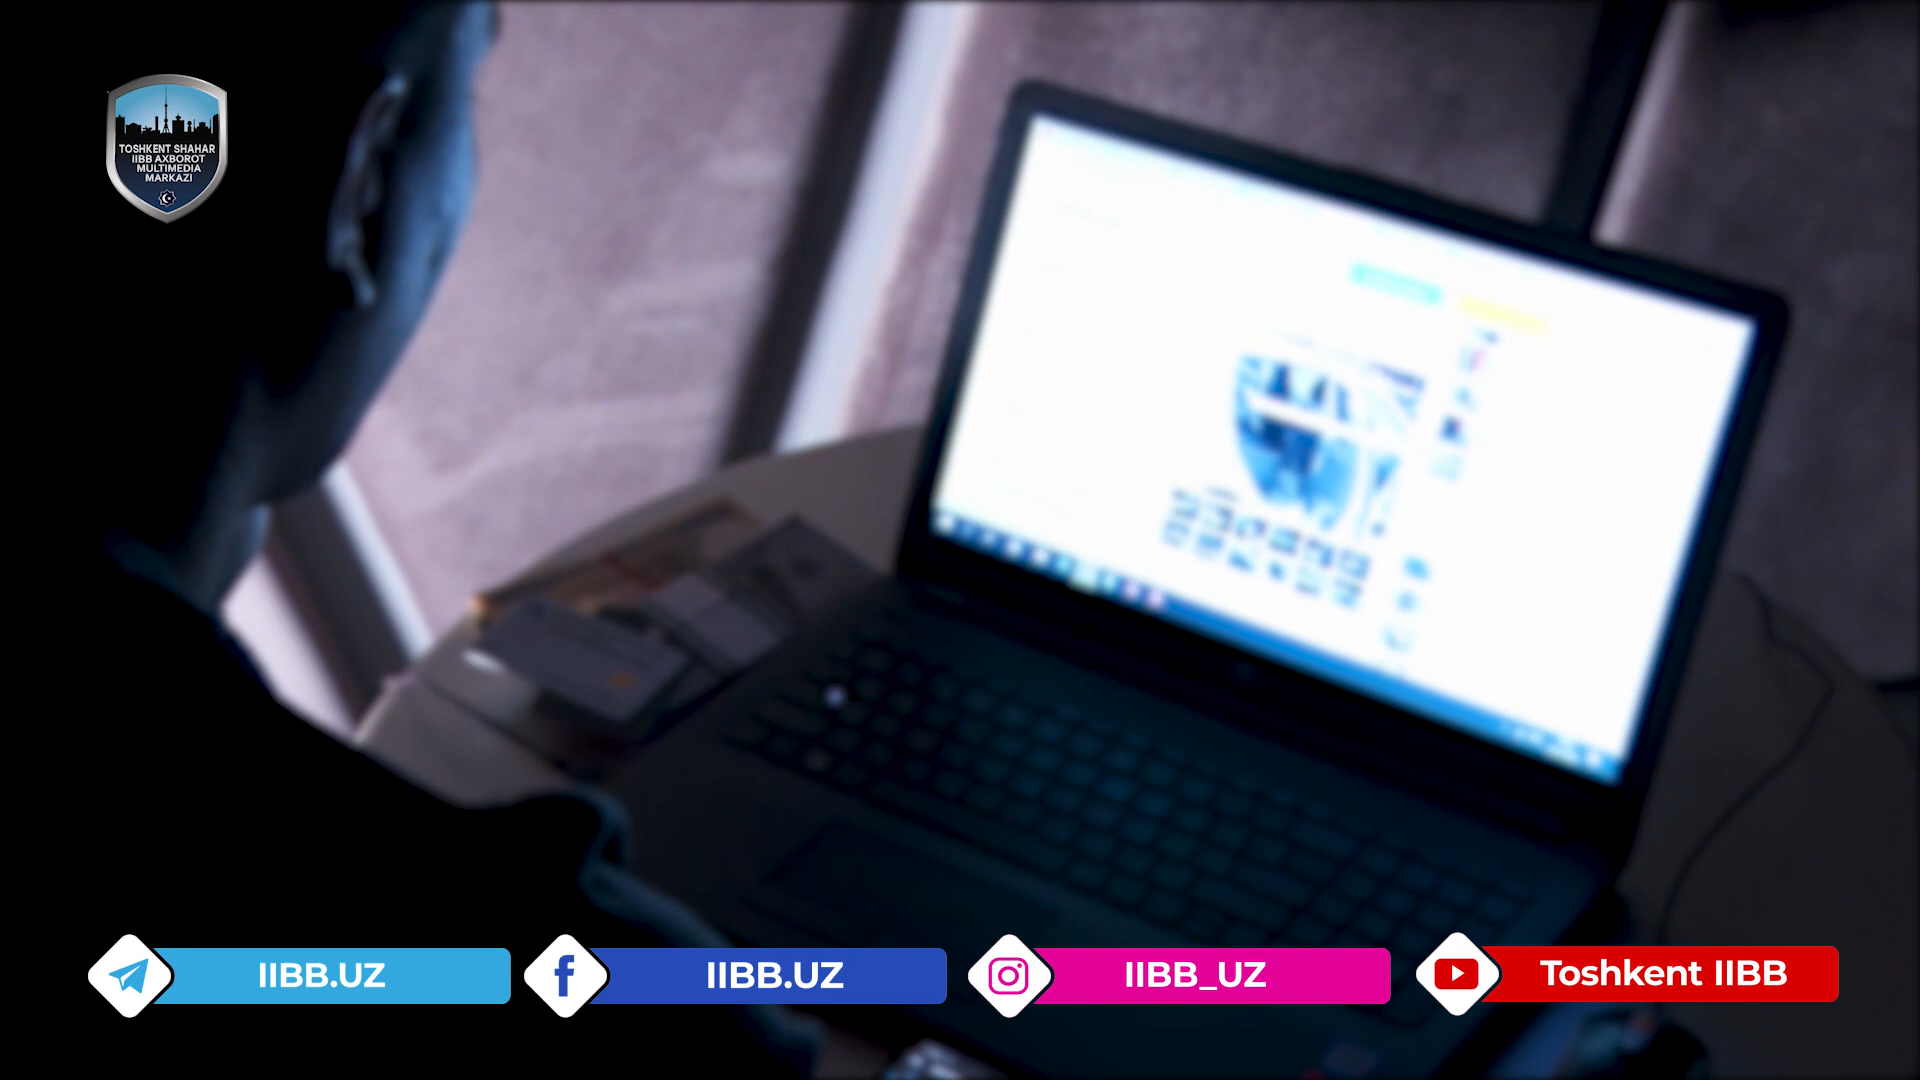 TOSHKENT SHAHAR
IIBB AXBOROT
MULTIMEDIA
MARKAZI
IIBB.UZ
IIBB.UZ
IIBB_UZ
Toshkent IIBB